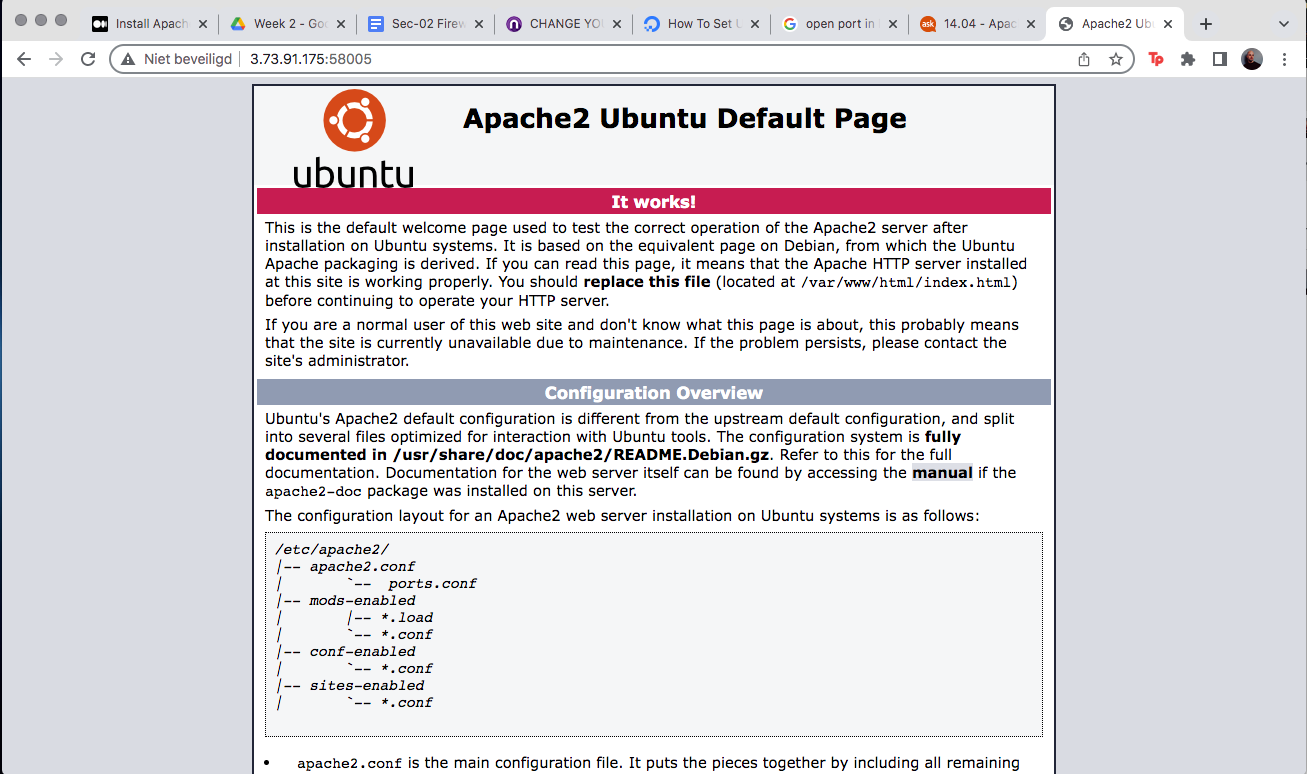 Install Apach
Week 2 - Go
Sec-02 Firew
CHANGE YO
How To Set U
open port in
ask
14.04 - Apac
Apache2 Ub
Niet beveiligd
3.73.91.175:58005
Tp
ubuntu
Apache2 Ubuntu Default Page
It works!
This is the default welcome page used to test the correct operation of the Apache2 server after
installation on Ubuntu systems. It is based on the equivalent page on Debian, from which the Ubuntu
Apache packaging is derived. If you can read this page, it means that the Apache HTTP server installed
at this site is working properly. You should replace this file (located at /var/www/html/index.html)
before continuing to operate your HTTP server.
If you are a normal user of this web site and don't know what this page is about, this probably means
that the site is currently unavailable due to maintenance. If the problem persists, please contact the
site's administrator.
Configuration Overview
Ubuntu's Apache2 default configuration is different from the upstream default configuration, and split
into several files optimized for interaction with Ubuntu tools. The configuration system is fully
documented in /usr/share/doc/apache2/README.Debian.gz. Refer to this for the full
documentation. Documentation for the web server itself can be found by accessing the manual if the
apache2-doc package was installed on this server.
The configuration layout for an Apache2 web server installation on Ubuntu systems is as follows:
/etc/apache2/
|-- apache2.conf
|       `--  ports.conf
|-- mods-enabled
|       |-- *.load
|       `-- *.conf
|-- conf-enabled
|       `-- *.conf
|-- sites-enabled
|       `-- *.conf
• apache2.conf is the main configuration file. It puts the pieces together by including all remaining